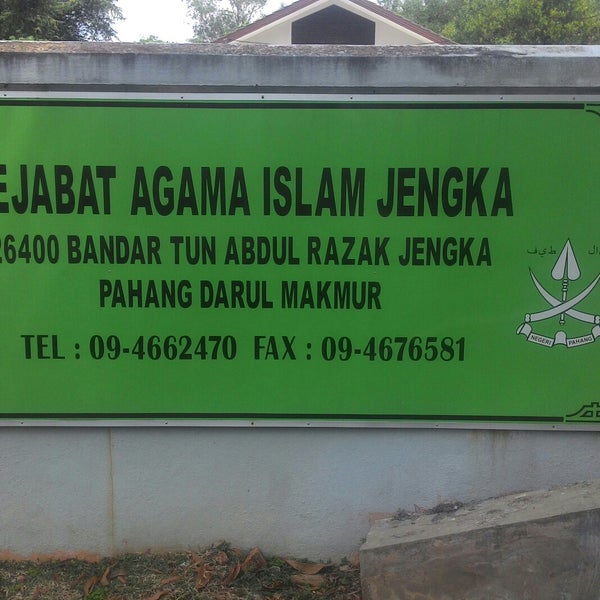 EJABAT AGAMA ISLAM JENGKA
26400 BANDAR TUN ABDUL RAZAK JENGKA
PAHANG DARUL MAKMUR
TEL : 09-4662470 FAX : 09-4676581
NEGERI PAHANG